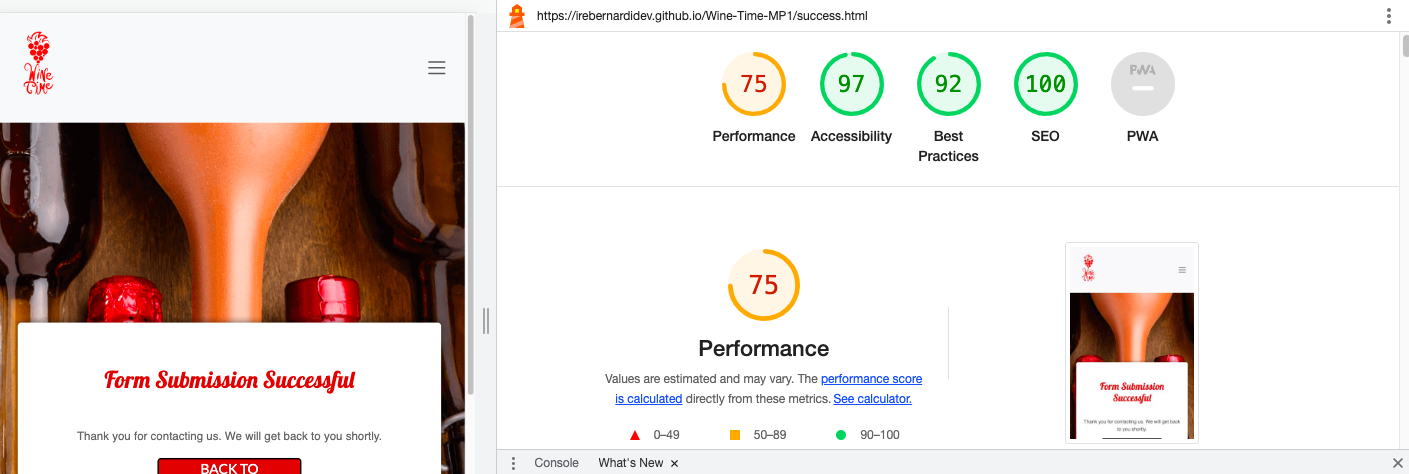 WiNe
TiMe
Form Submission Successful
Thank you for contacting us. We will get back to you shortly.
BACK TO
https://irebernardidev.github.io/Wine-Time-MP1/success.html
75
97
92
100
PWA
Performance
Accessibility
Best
Practices
SEO
PWA
75
Performance
Values are estimated and may vary. The performance score
is calculated directly from these metrics. See calculator.
0–49
50–89
90–100
Form Submission
Successful
Thank you for contacting us. We will get back
to you shortly.
Console
What's New